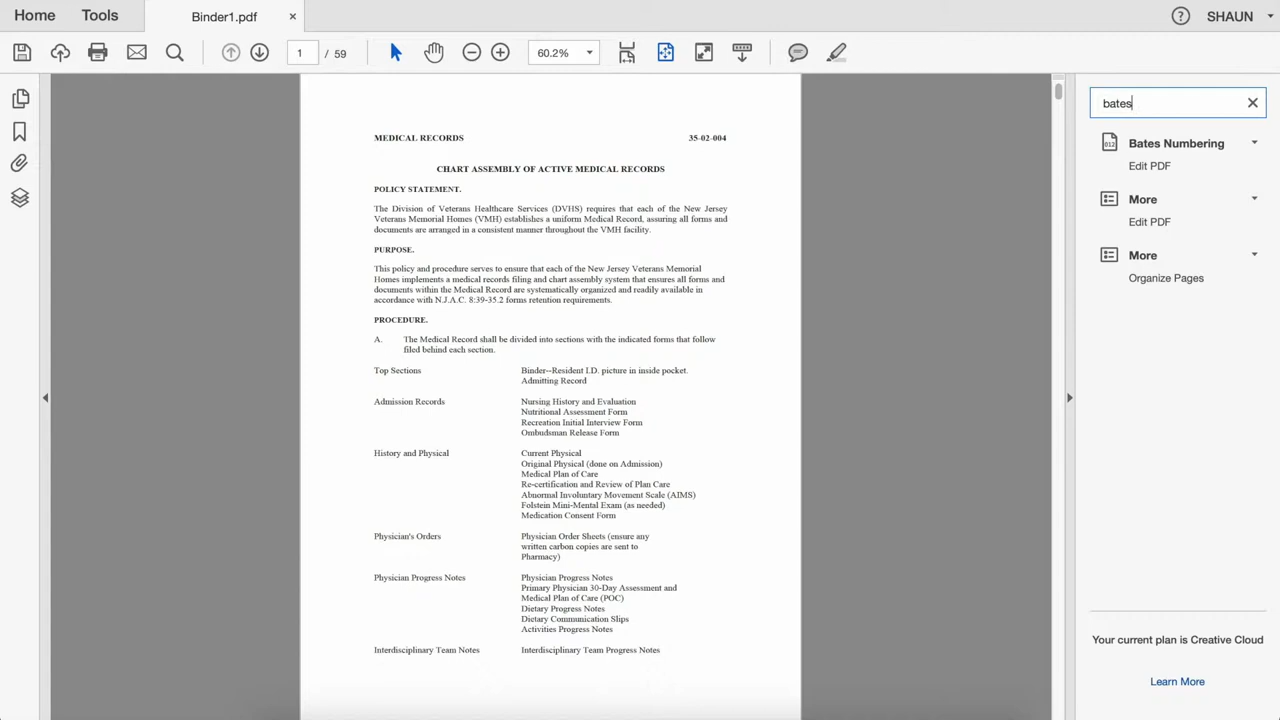 Home Tools Binder1.pdf × SHAUN
1 / 59 60.2%
MEDICAL RECORDS 35-02-004
CHART ASSEMBLY OF ACTIVE MEDICAL RECORDS
POLICY STATEMENT.
The Division of Veterans Healthcare Services (DVHS) requires that each of the New Jersey
Veterans Memorial Homes (VMH) establishes a uniform Medical Record, assuring all forms and
documents are arranged in a consistent manner throughout the VMH facility.
PURPOSE.
This policy and procedure serves to ensure that each of the New Jersey Veterans Memorial
Homes implements a medical records filing and chart assembly system that ensures all forms and
documents within the Medical Record are systematically organized and readily available in
accordance with N.J.A.C. 8:39-35.2 forms retention requirements.
PROCEDURE.
A. The Medical Record shall be divided into sections with the indicated forms that follow
filed behind each section.
Top Sections Binder--Resident I.D. picture in inside pocket.
Admitting Record
Admission Records Nursing History and Evaluation
Nutritional Assessment Form
Recreation Initial Interview Form
Ombudsman Release Form
History and Physical Current Physical
Original Physical (done on Admission)
Medical Plan of Care
Re-certification and Review of Plan Care
Abnormal Involuntary Movement Scale (AIMS)
Folstein Mini-Mental Exam (as needed)
Medication Consent Form
Physician's Orders Physician Order Sheets (ensure any
written carbon copies are sent to
Pharmacy)
Physician Progress Notes Physician Progress Notes
Primary Physician 30-Day Assessment and
Medical Plan of Care (POC)
Dietary Progress Notes
Dietary Communication Slips
Activities Progress Notes
Interdisciplinary Team Notes Interdisciplinary Team Progress Notes
bates
012 Bates Numbering
Edit PDF
More
Edit PDF
More
Organize Pages
Your current plan is Creative Cloud
Learn More